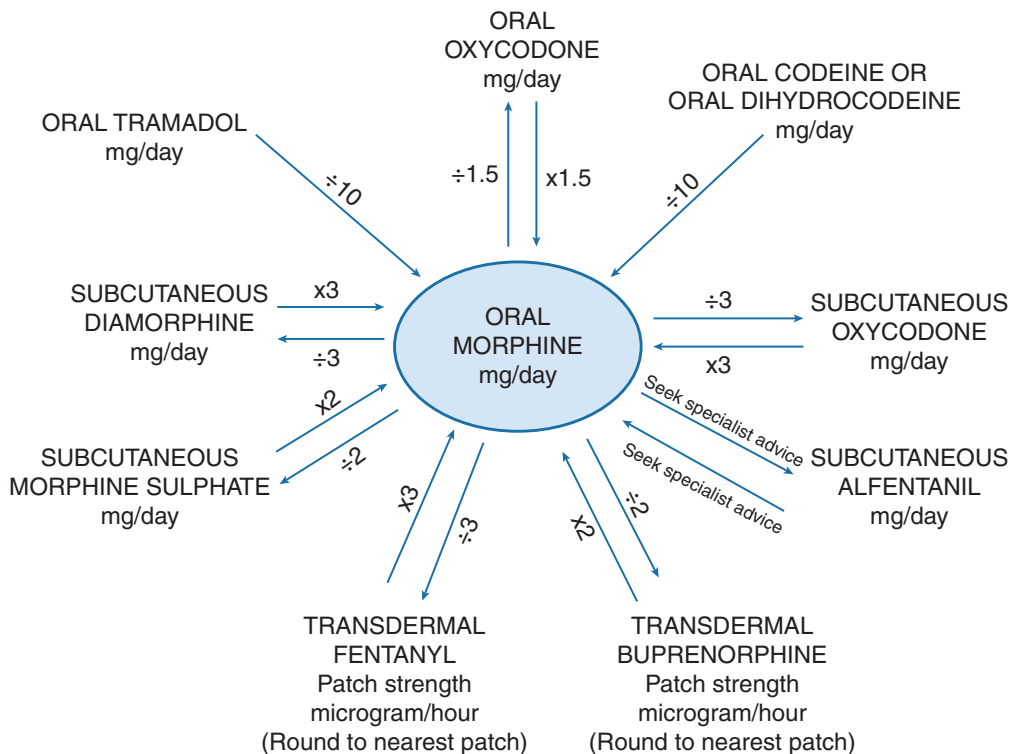 ORAL
OXYCODONE
mg/day
ORAL CODEINE OR
ORAL DIHYDROCODEINE
mg/day
ORAL TRAMADOL
mg/day
÷10
÷1.5
x1.5
÷10
SUBCUTANEOUS
DIAMORPHINE
mg/day
x3
÷3
ORAL
MORPHINE
mg/day
÷3
x3
SUBCUTANEOUS
OXYCODONE
mg/day
SUBCUTANEOUS
MORPHINE SULPHATE
mg/day
x2
÷2
Seek specialist advice
Seek specialist advice
SUBCUTANEOUS
ALFENTANIL
mg/day
x3
÷3
x2
÷2
TRANSDERMAL
FENTANYL
Patch strength
microgram/hour
(Round to nearest patch)
TRANSDERMAL
BUPRENORPHINE
Patch strength
microgram/hour
(Round to nearest patch)